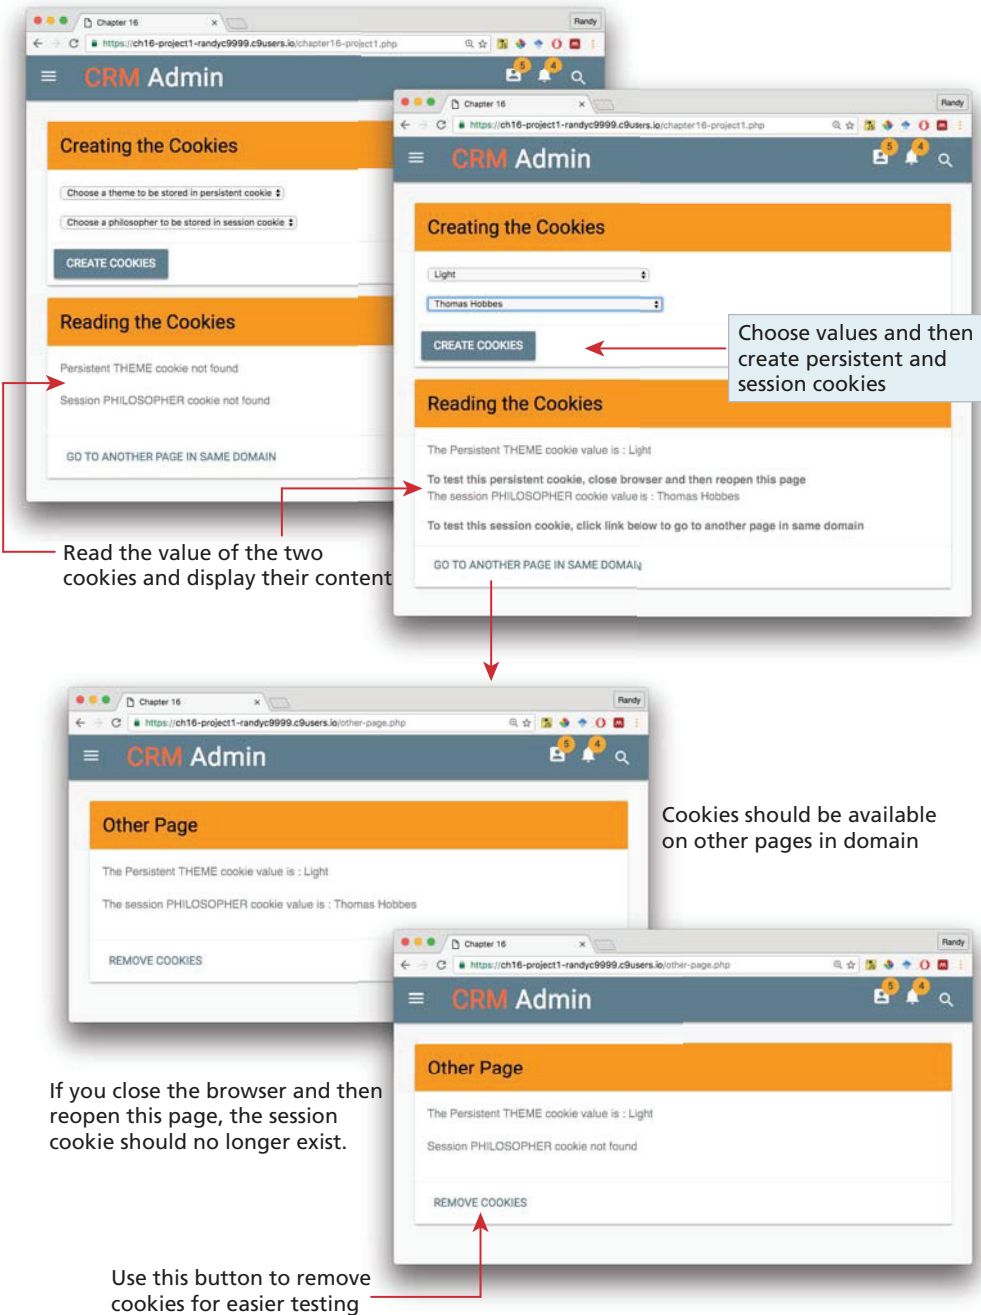 Chapter 16
Randy
https://ch16-project1-randyc9999.c9users.io/chapter16-project1.php
CRM Admin
5
4
Creating the Cookies
Choose a theme to be stored in persistent cookie
Choose a philosopher to be stored in session cookie
CREATE COOKIES
Reading the Cookies
Persistent THEME cookie not found
Session PHILOSOPHER cookie not found
GO TO ANOTHER PAGE IN SAME DOMAIN
Chapter 16
Randy
https://ch16-project1-randyc9999.c9users.io/chapter16-project1.php
CRM Admin
5
4
Creating the Cookies
Light
Thomas Hobbes
CREATE COOKIES
Choose values and then
create persistent and
session cookies
Reading the Cookies
The Persistent THEME cookie value is : Light
To test this persistent cookie, close browser and then reopen this page
The session PHILOSOPHER cookie value is : Thomas Hobbes
To test this session cookie, click link below to go to another page in same domain
GO TO ANOTHER PAGE IN SAME DOMAIN
Read the value of the two
cookies and display their content
Chapter 16
Randy
https://ch16-project1-randyc9999.c9users.io/other-page.php
CRM Admin
5
4
Other Page
The Persistent THEME cookie value is : Light
The session PHILOSOPHER cookie value is : Thomas Hobbes
REMOVE COOKIES
Cookies should be available
on other pages in domain
Chapter 16
Randy
https://ch16-project1-randyc9999.c9users.io/other-page.php
CRM Admin
5
4
Other Page
The Persistent THEME cookie value is : Light
Session PHILOSOPHER cookie not found
REMOVE COOKIES
If you close the browser and then
reopen this page, the session
cookie should no longer exist.
Use this button to remove
cookies for easier testing